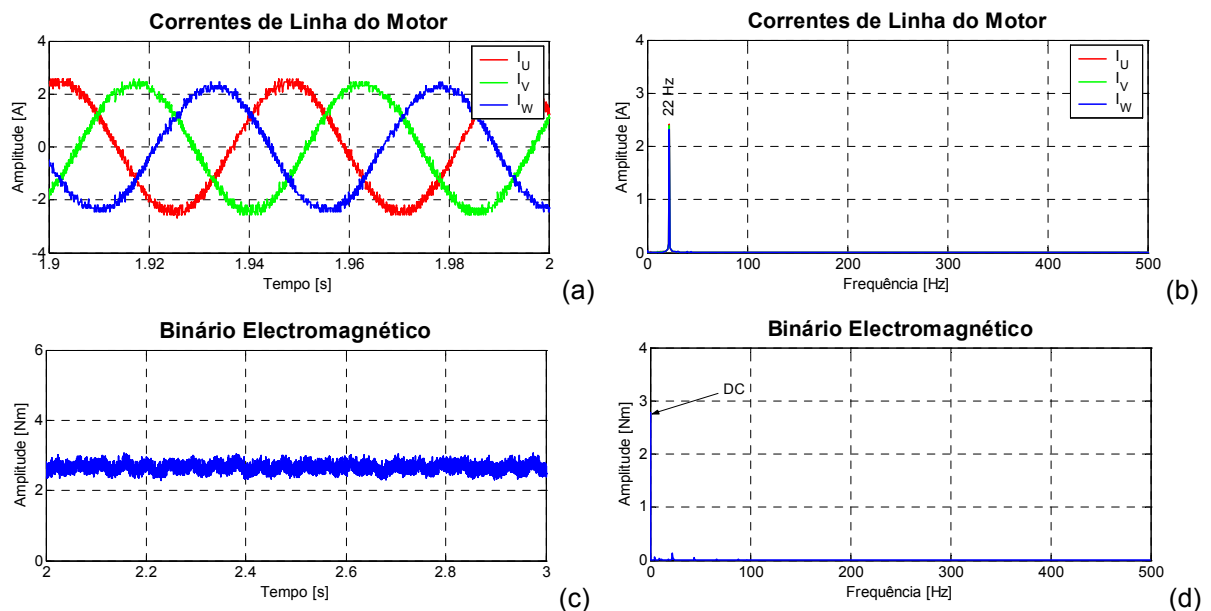 Correntes de Linha do Motor
Amplitude [A]
4
2
0
-2
-4
1.9
1.92
1.94
1.96
1.98
2
Tempo [s]
I_U
I_V
I_W
(a)
Correntes de Linha do Motor
Amplitude [A]
4
3
2
1
0
0
100
200
300
400
500
Frequência [Hz]
22 Hz
I_U
I_V
I_W
(b)
Binário Electromagnético
Amplitude [Nm]
6
4
2
0
2
2.2
2.4
2.6
2.8
3
Tempo [s]
(c)
Binário Electromagnético
Amplitude [Nm]
4
3
2
1
0
0
100
200
300
400
500
Frequência [Hz]
DC
(d)